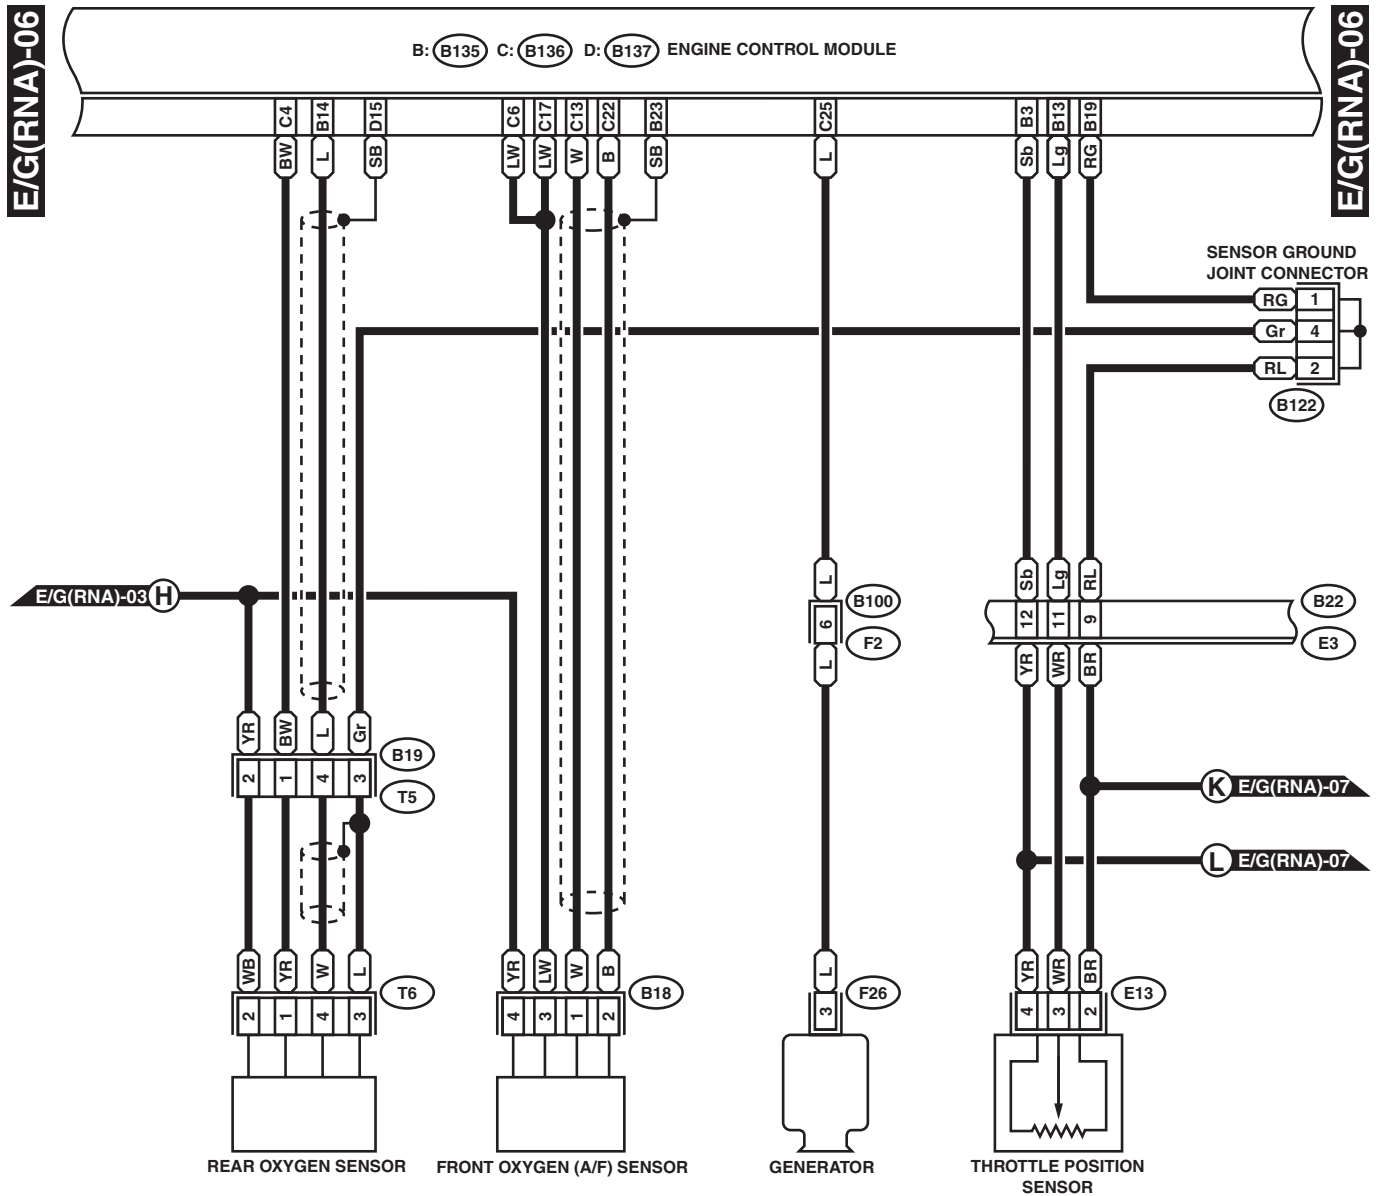 E/G(RNA)-06
B: B135 C: B136 D: B137 ENGINE CONTROL MODULE
E/G(RNA)-06
C4 B14 D15 C6 C17 C13 C22 B23 C25 B3 B13 B19
BW L SB LW LW W B SB L Sb Lg RG
SENSOR GROUND
JOINT CONNECTOR
RG 1
Gr 4
RL 2
B122
E/G(RNA)-03 H
L Sb Lg RL
6 12 11 9
B100 B22
F2 E3
L YR WR BR
YR BW L Gr
2 1 4 3
B19
T5
K E/G(RNA)-07
L E/G(RNA)-07
WB YR W L YR LW W B L YR WR BR
2 1 4 3 4 3 1 2 3 4 3 2
T6 B18 F26 E13
REAR OXYGEN SENSOR
FRONT OXYGEN (A/F) SENSOR
GENERATOR
THROTTLE POSITION
SENSOR